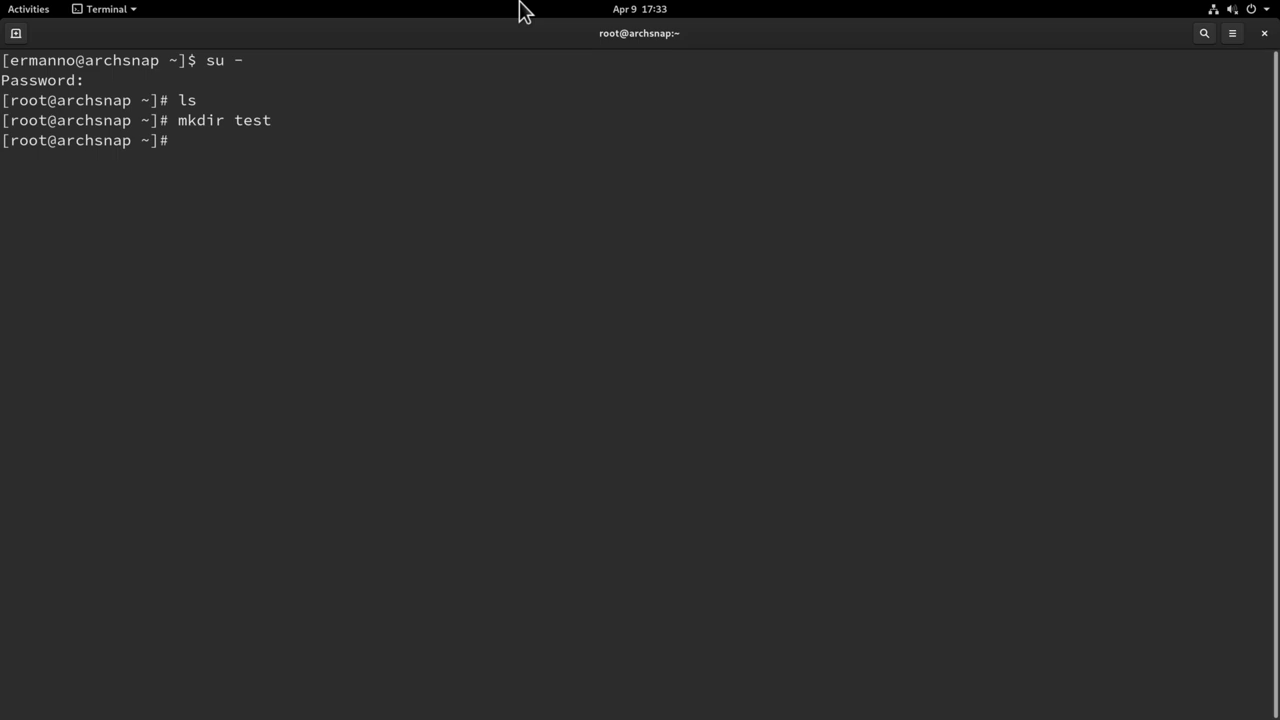 Activities
Terminal
Apr 9 17:33
root@archsnap:~
[ermanno@archsnap ~]$ su -
Password:
[root@archsnap ~]# ls
[root@archsnap ~]# mkdir test
[root@archsnap ~]#